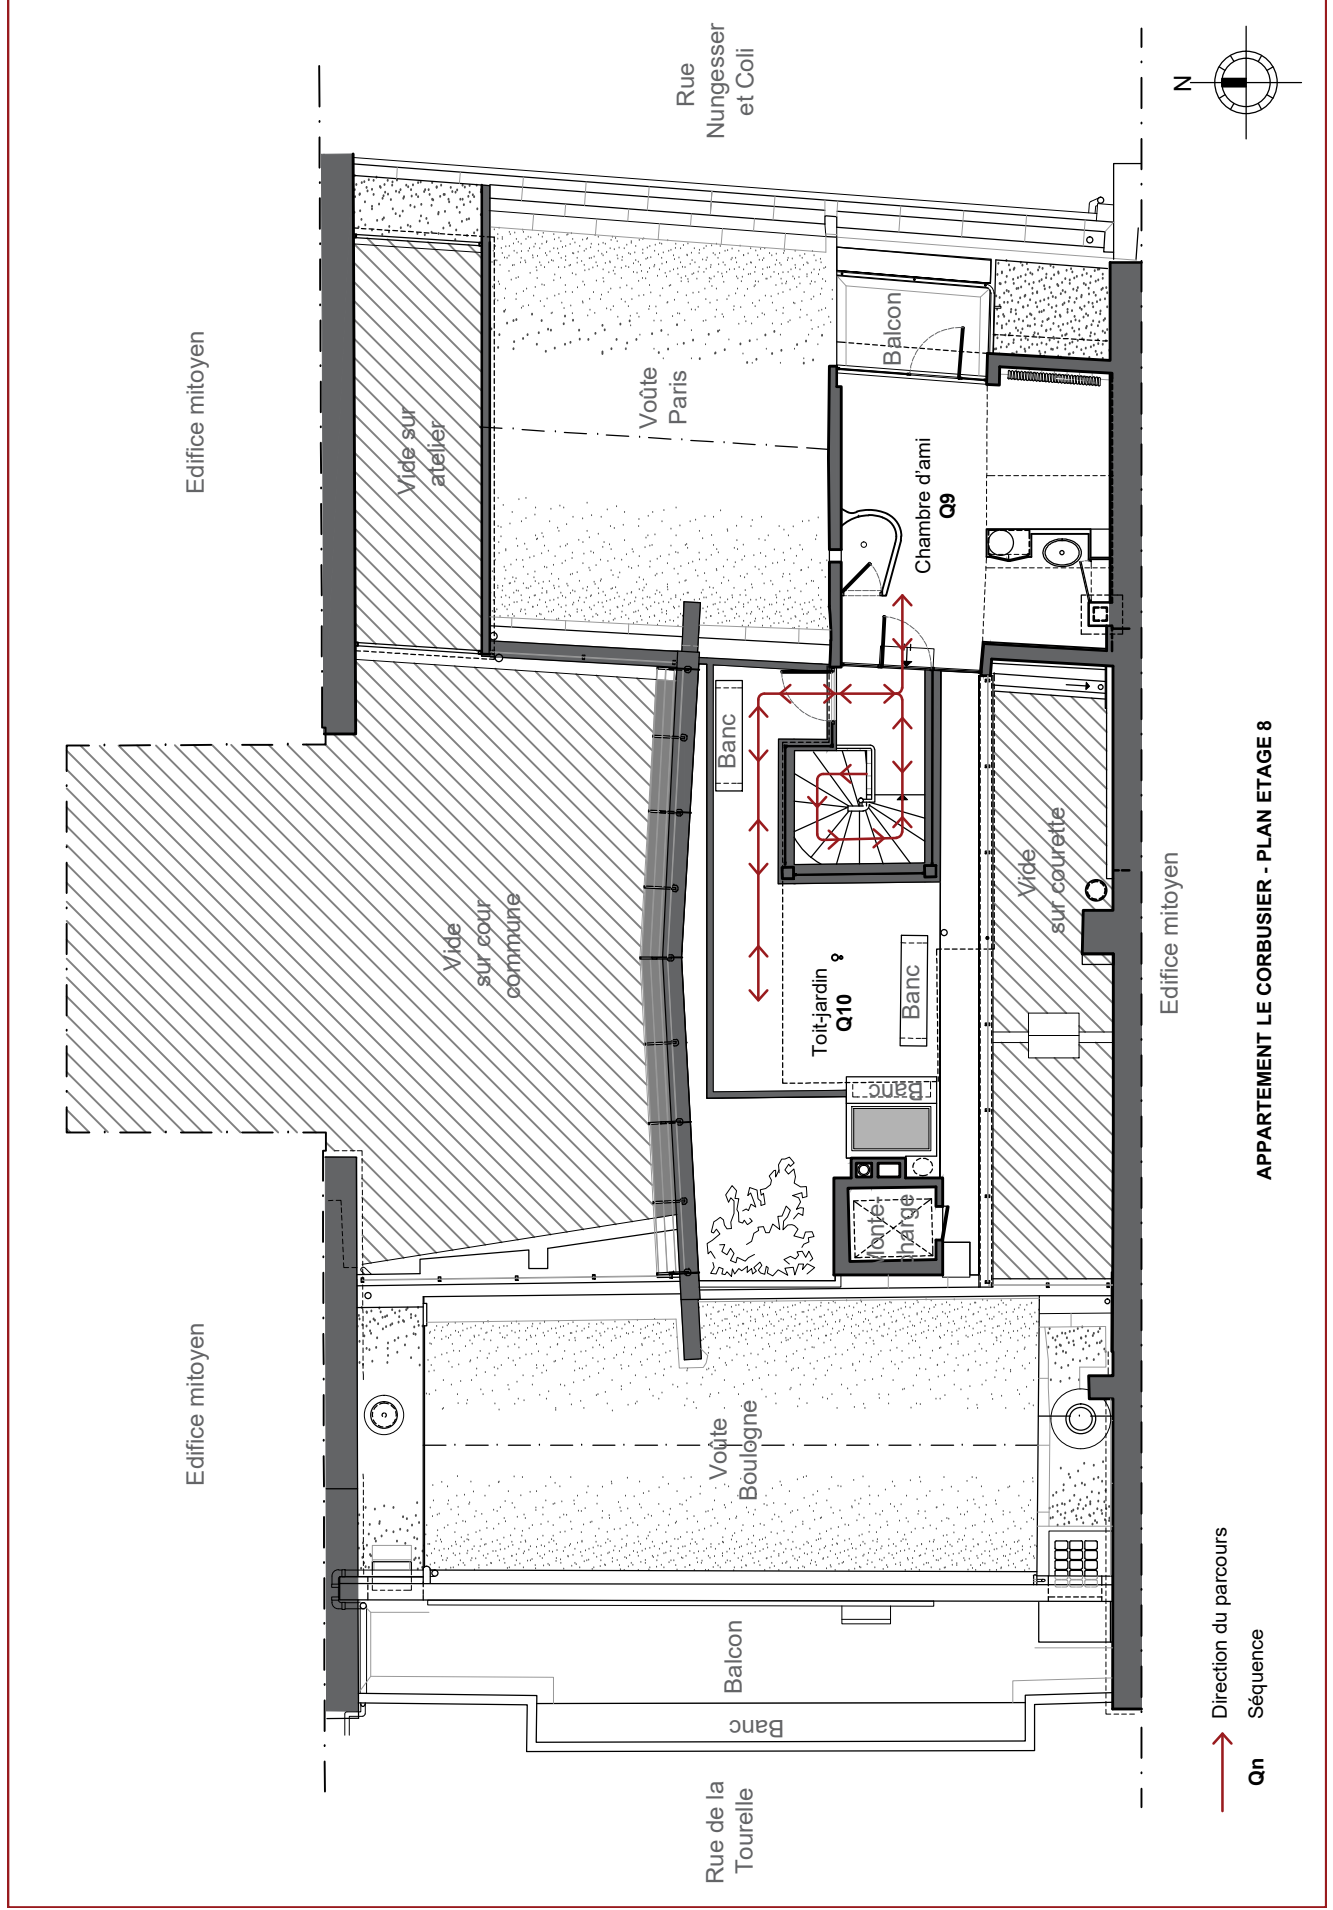 Rue
Nungesser
et Coli
N
Edifice mitoyen
Vide sur
atelier
Voûte
Paris
Balcon
Chambre d'ami
Q9
Banc
Vide
sur cour
commune
Toit-jardin
Q10
Banc
Banc
Vide
sur courette
Edifice mitoyen
Monte-
charge
Edifice mitoyen
Voûte
Boulogne
Balcon
Banc
Rue de la
Tourelle
APPARTEMENT LE CORBUSIER - PLAN ETAGE 8
Direction du parcours
Qn Séquence